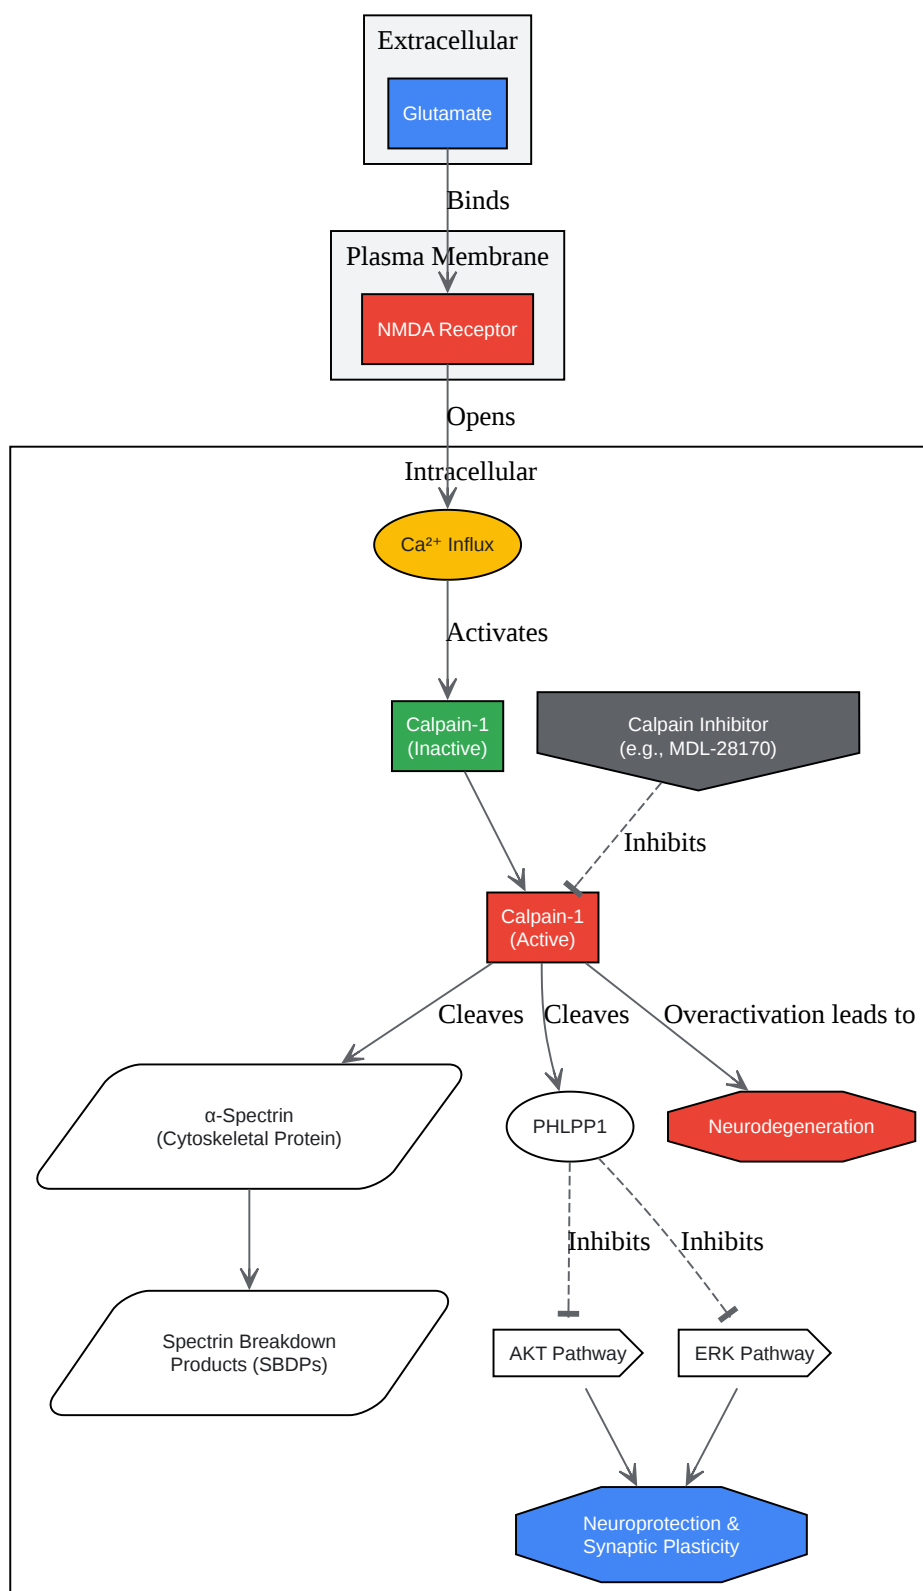 Extracellular
Glutamate
Binds
Plasma Membrane
NMDA Receptor
Opens
Intracellular
Ca²⁺ Influx
Activates
Calpain-1
(Inactive)
Calpain Inhibitor
(e.g., MDL-28170)
Inhibits
Calpain-1
(Active)
Cleaves
Cleaves
Overactivation leads to
α-Spectrin
(Cytoskeletal Protein)
PHLPP1
Neurodegeneration
Inhibits
Inhibits
Spectrin Breakdown
Products (SBDPs)
AKT Pathway
ERK Pathway
Neuroprotection &
Synaptic Plasticity